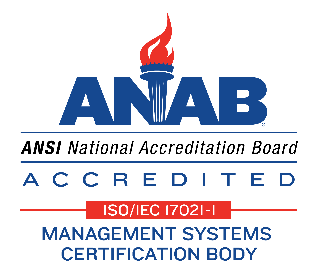 ANAB
ANSI National Accreditation Board
ACCREDITED
ISO/IEC 17021-1
MANAGEMENT SYSTEMS
CERTIFICATION BODY